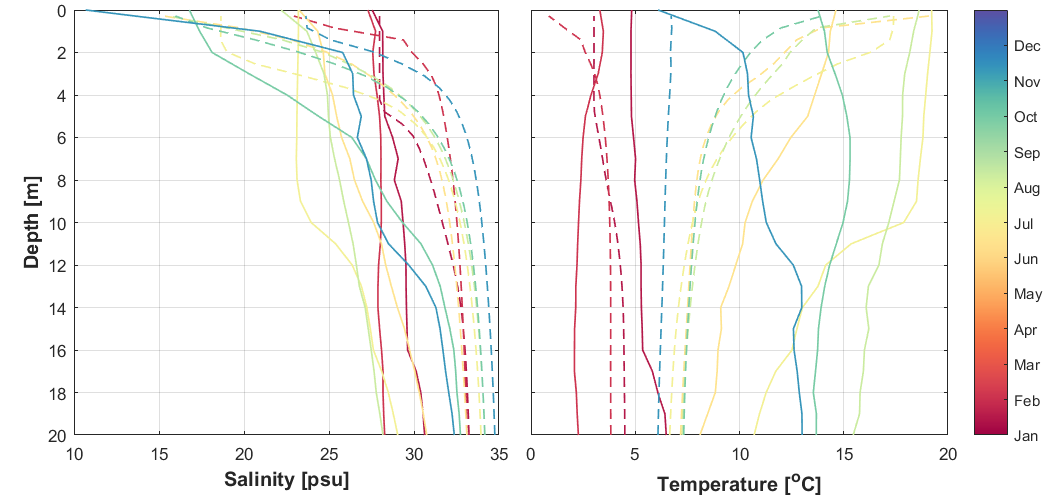 0
2
4
6
8
10
12
14
16
18
20
Depth [m]
10 15 20 25 30 35
Salinity [psu]
0 5 10 15 20
Temperature [°C]
Dec
Nov
Oct
Sep
Aug
Jul
Jun
May
Apr
Mar
Feb
Jan